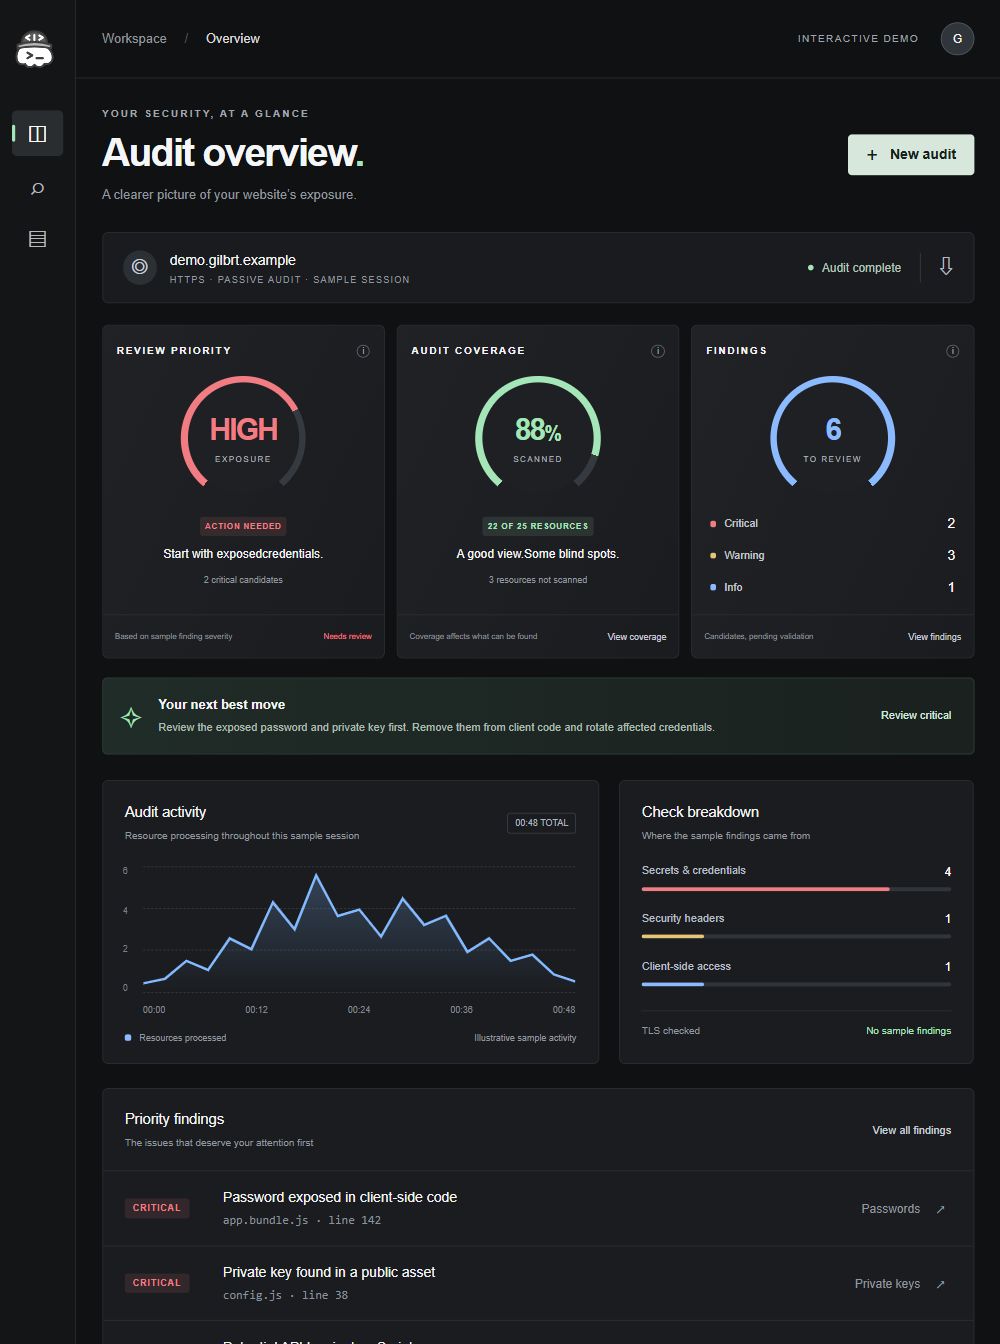 Workspace / Overview
INTERACTIVE DEMO
G
YOUR SECURITY, AT A GLANCE
Audit overview.
A clearer picture of your website's exposure.
+ New audit
demo.gilbrt.example
HTTPS · PASSIVE AUDIT · SAMPLE SESSION
Audit complete
REVIEW PRIORITY
HIGH
EXPOSURE
ACTION NEEDED
Start with exposedcredentials.
2 critical candidates
Based on sample finding severity
Needs review
AUDIT COVERAGE
88%
SCANNED
22 OF 25 RESOURCES
A good view.Some blind spots.
3 resources not scanned
Coverage affects what can be found
View coverage
FINDINGS
6
TO REVIEW
Critical 2
Warning 3
Info 1
Candidates, pending validation
View findings
Your next best move
Review the exposed password and private key first. Remove them from client code and rotate affected credentials.
Review critical
Audit activity
Resource processing throughout this sample session
00:48 TOTAL
6
4
2
0
00:00 00:12 00:24 00:36 00:48
Resources processed
Illustrative sample activity
Check breakdown
Where the sample findings came from
Secrets & credentials 4
Security headers 1
Client-side access 1
TLS checked
No sample findings
Priority findings
The issues that deserve your attention first
View all findings
CRITICAL
Password exposed in client-side code
app.bundle.js · line 142
Passwords ↗
CRITICAL
Private key found in a public asset
config.js · line 38
Private keys ↗